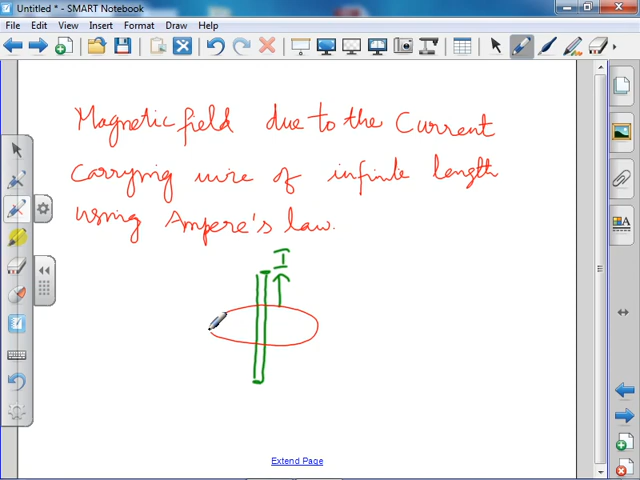 Untitled * - SMART Notebook
File Edit View Insert Format Tools Draw Help
Magnetic field due to the Current
carrying wire of infinite length
using Ampere's law.
I
Extend Page